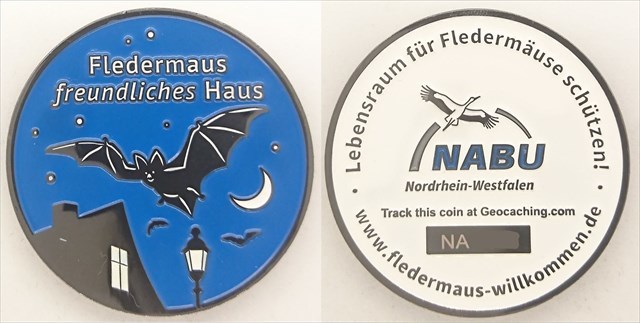 Fledermaus
freundliches Haus
Lebensraum für Fledermäuse schützen!
NABU
Nordrhein-Westfalen
Track this coin at Geocaching.com
NA
www.fledermaus-willkommen.de